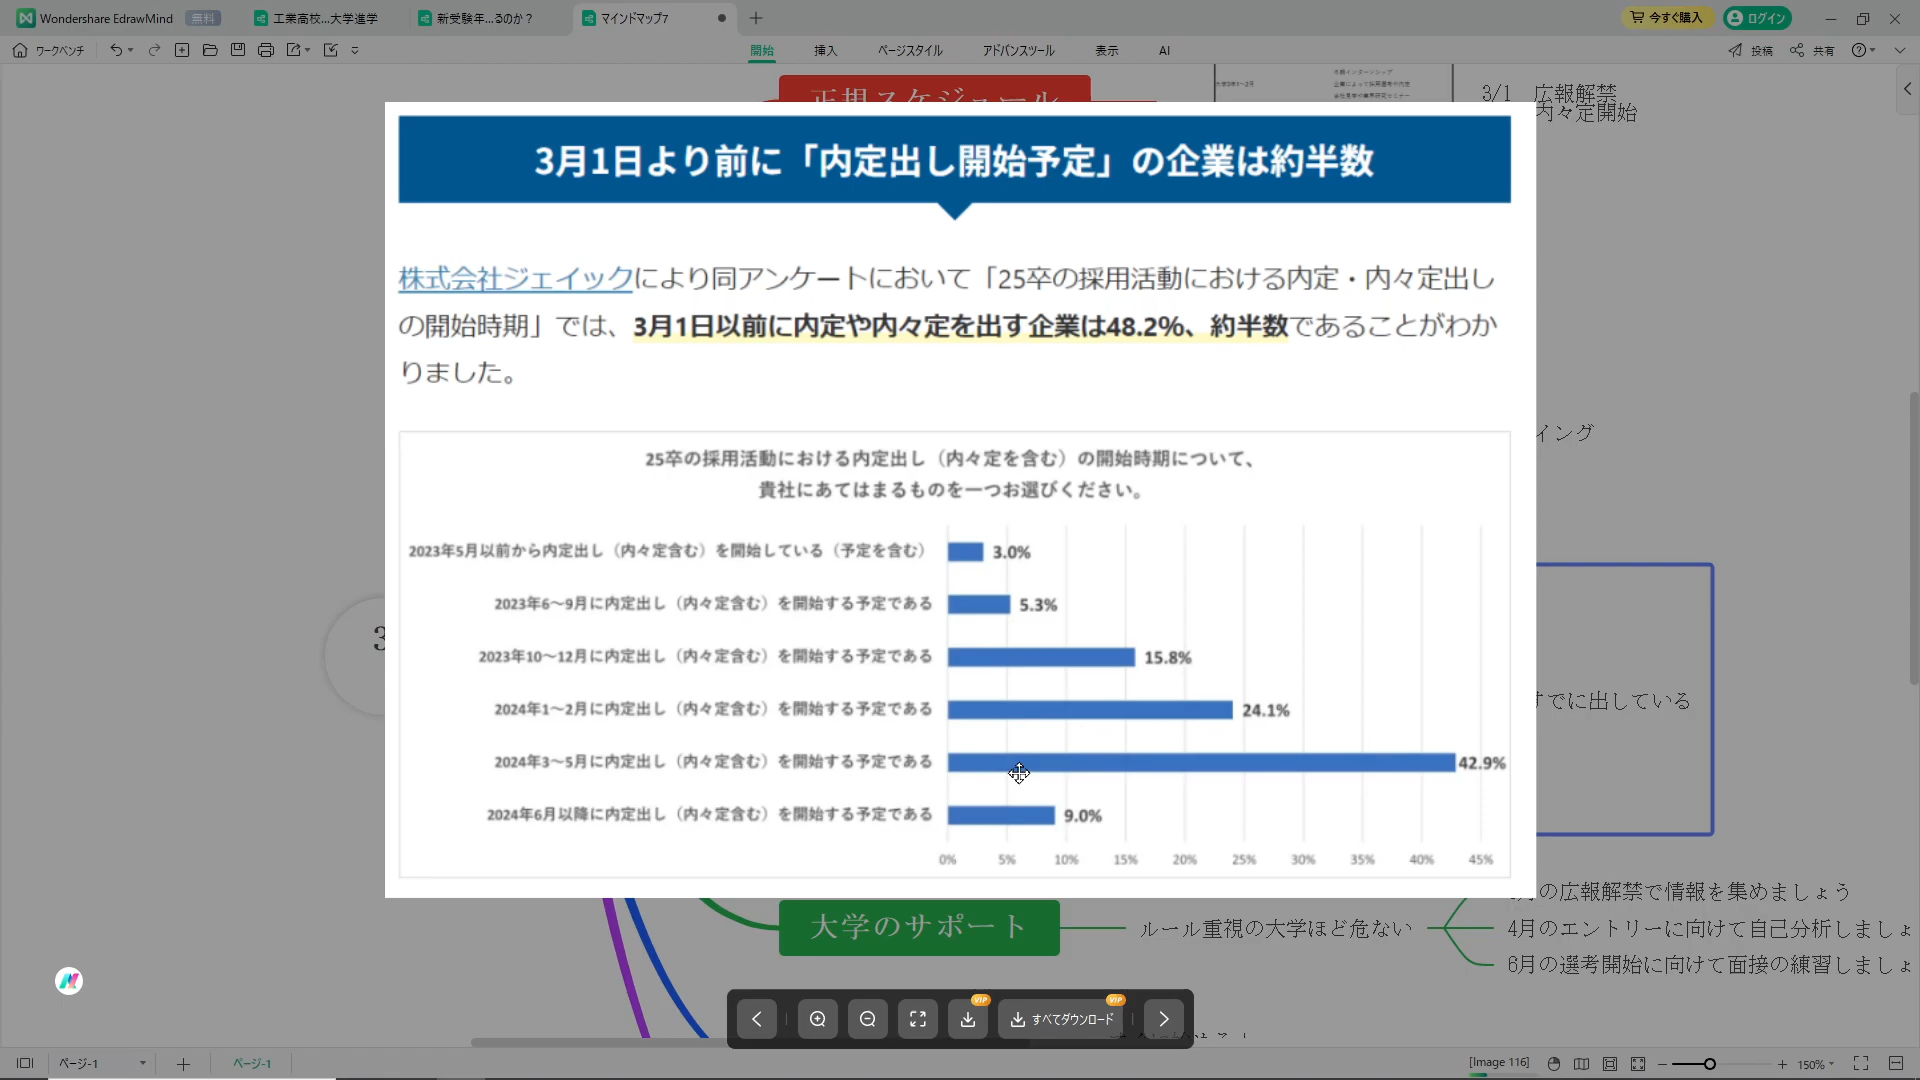 Wondershare EdrawMind 無料 工業高校...大学進学 新受験年...るのか？ マインドマップ7 今すぐ購入 ログイン
ワークベンチ 開始 挿入 ページスタイル アドバンスツール 表示 AI 投稿 共有
正規スケジュール
3/1 広報解禁
内々定開始
3月1日より前に「内定出し開始予定」の企業は約半数
株式会社ジェイックにより同アンケートにおいて「25卒の採用活動における内定・内々定出し
の開始時期」では、3月1日以前に内定や内々定を出す企業は48.2%、約半数であることがわか
りました。
イング
25卒の採用活動における内定出し（内々定を含む）の開始時期について、
貴社にあてはまるものを一つお選びください。
2023年5月以前から内定出し（内々定含む）を開始している（予定を含む） 3.0%
2023年6～9月に内定出し（内々定含む）を開始する予定である 5.3%
2023年10～12月に内定出し（内々定含む）を開始する予定である 15.8%
2024年1～2月に内定出し（内々定含む）を開始する予定である 24.1%
2024年3～5月に内定出し（内々定含む）を開始する予定である 42.9%
2024年6月以降に内定出し（内々定含む）を開始する予定である 9.0%
0% 5% 10% 15% 20% 25% 30% 35% 40% 45%
3
すでに出している
の広報解禁で情報を集めましょう
大学のサポート ルール重視の大学ほど危ない 4月のエントリーに向けて自己分析しましょ
6月の選考開始に向けて面接の練習しましょ
VIP VIP
すべてダウンロード
ページ-1 ページ-1 [Image 116] 150%